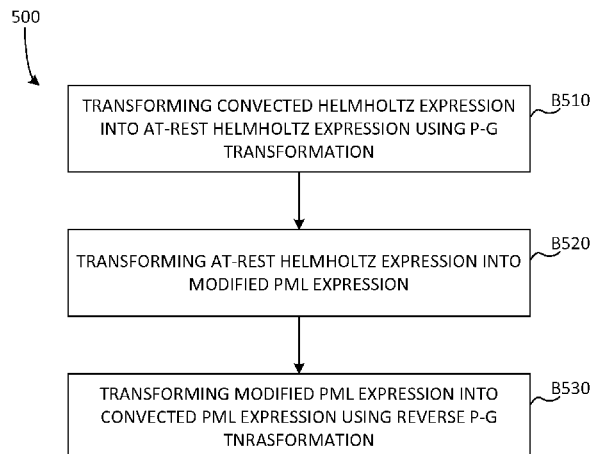 500
TRANSFORMING CONVECTED HELMHOLTZ EXPRESSION
INTO AT-REST HELMHOLTZ EXPRESSION USING P-G
TRANSFORMATION
B510
TRANSFORMING AT-REST HELMHOLTZ EXPRESSION INTO
MODIFIED PML EXPRESSION
B520
TRANSFORMING MODIFIED PML EXPRESSION INTO
CONVECTED PML EXPRESSION USING REVERSE P-G
TNRASFORMATION
B530